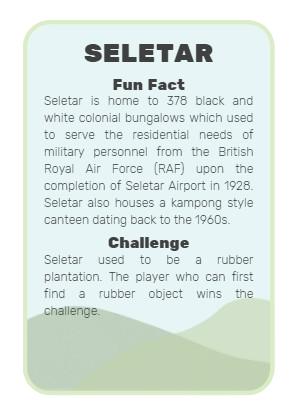 SELETAR
Fun Fact
Seletar is home to 378 black and
white colonial bungalows which used
to serve the residential needs of
military personnel from the British
Royal Air Force (RAF) upon the
completion of Seletar Airport in 1928.
Seletar also houses a kampong style
canteen dating back to the 1960s.
Challenge
Seletar used to be a rubber
plantation. The player who can first
find a rubber object wins the
challenge.